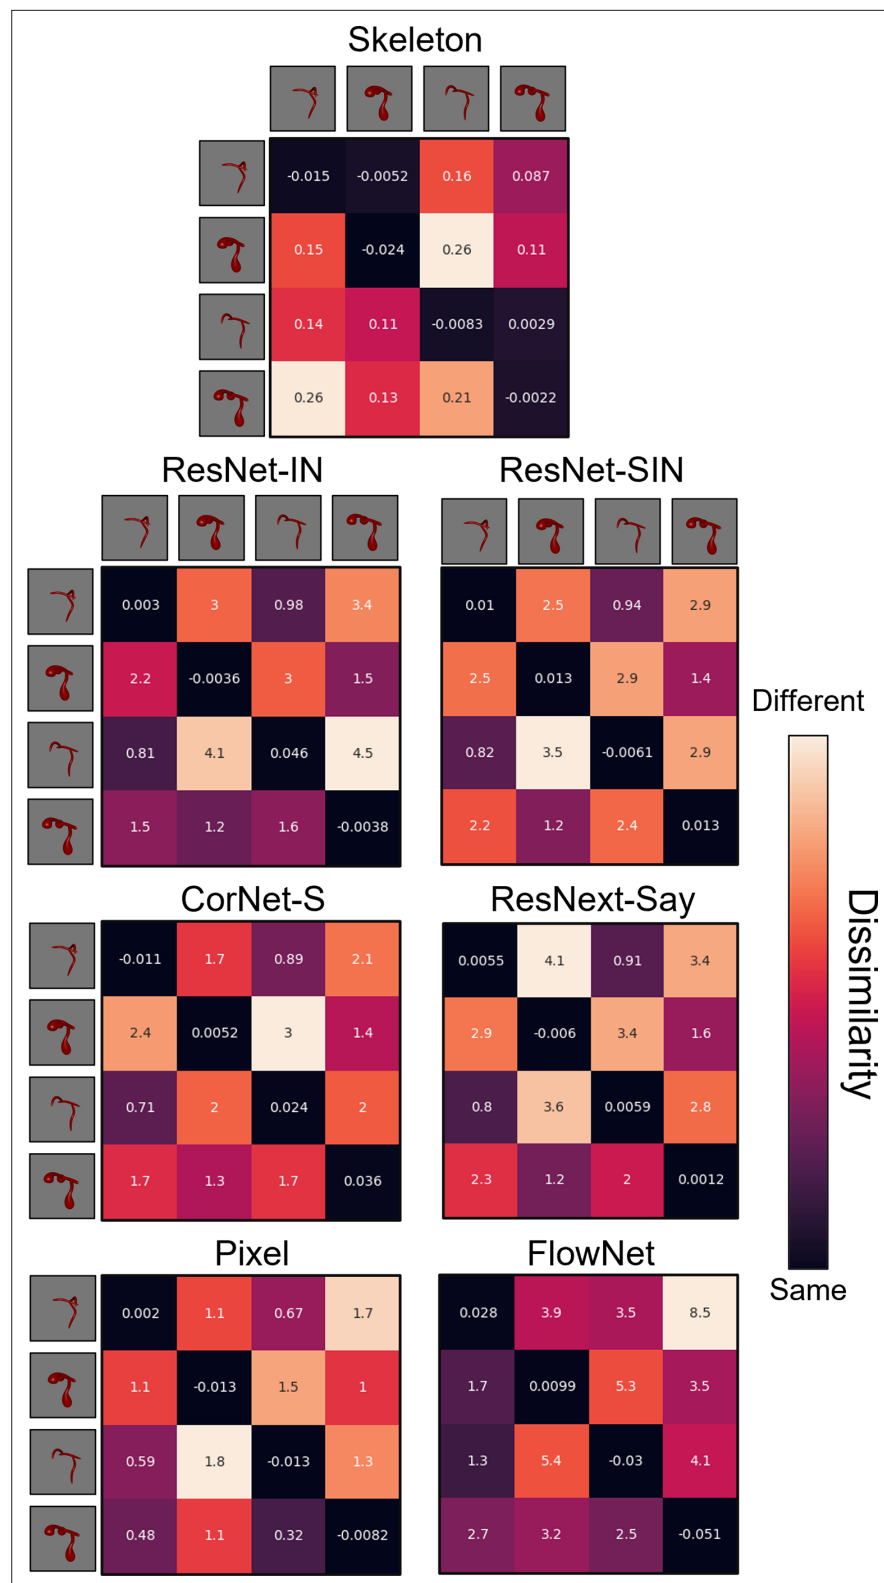 Skeleton
-0.015 -0.0052 0.16 0.087
0.15 -0.024 0.26 0.11
0.14 0.11 -0.0083 0.0029
0.26 0.13 0.21 -0.0022
ResNet-IN
0.003 3 0.98 3.4
2.2 -0.0036 3 1.5
0.81 4.1 0.046 4.5
1.5 1.2 1.6 -0.0038
ResNet-SIN
0.01 2.5 0.94 2.9
2.5 0.013 2.9 1.4
0.82 3.5 -0.0061 2.9
2.2 1.2 2.4 0.013
CorNet-S
-0.011 1.7 0.89 2.1
2.4 0.0052 3 1.4
0.71 2 0.024 2
1.7 1.3 1.7 0.036
ResNext-Say
0.0055 4.1 0.91 3.4
2.9 -0.006 3.4 1.6
0.8 3.6 0.0059 2.8
2.3 1.2 2 0.0012
Pixel
0.002 1.1 0.67 1.7
1.1 -0.013 1.5 1
0.59 1.8 -0.013 1.3
0.48 1.1 0.32 -0.0082
FlowNet
0.028 3.9 3.5 8.5
1.7 0.0099 5.3 3.5
1.3 5.4 -0.03 4.1
2.7 3.2 2.5 -0.051
Different
Dissimilarity
Same